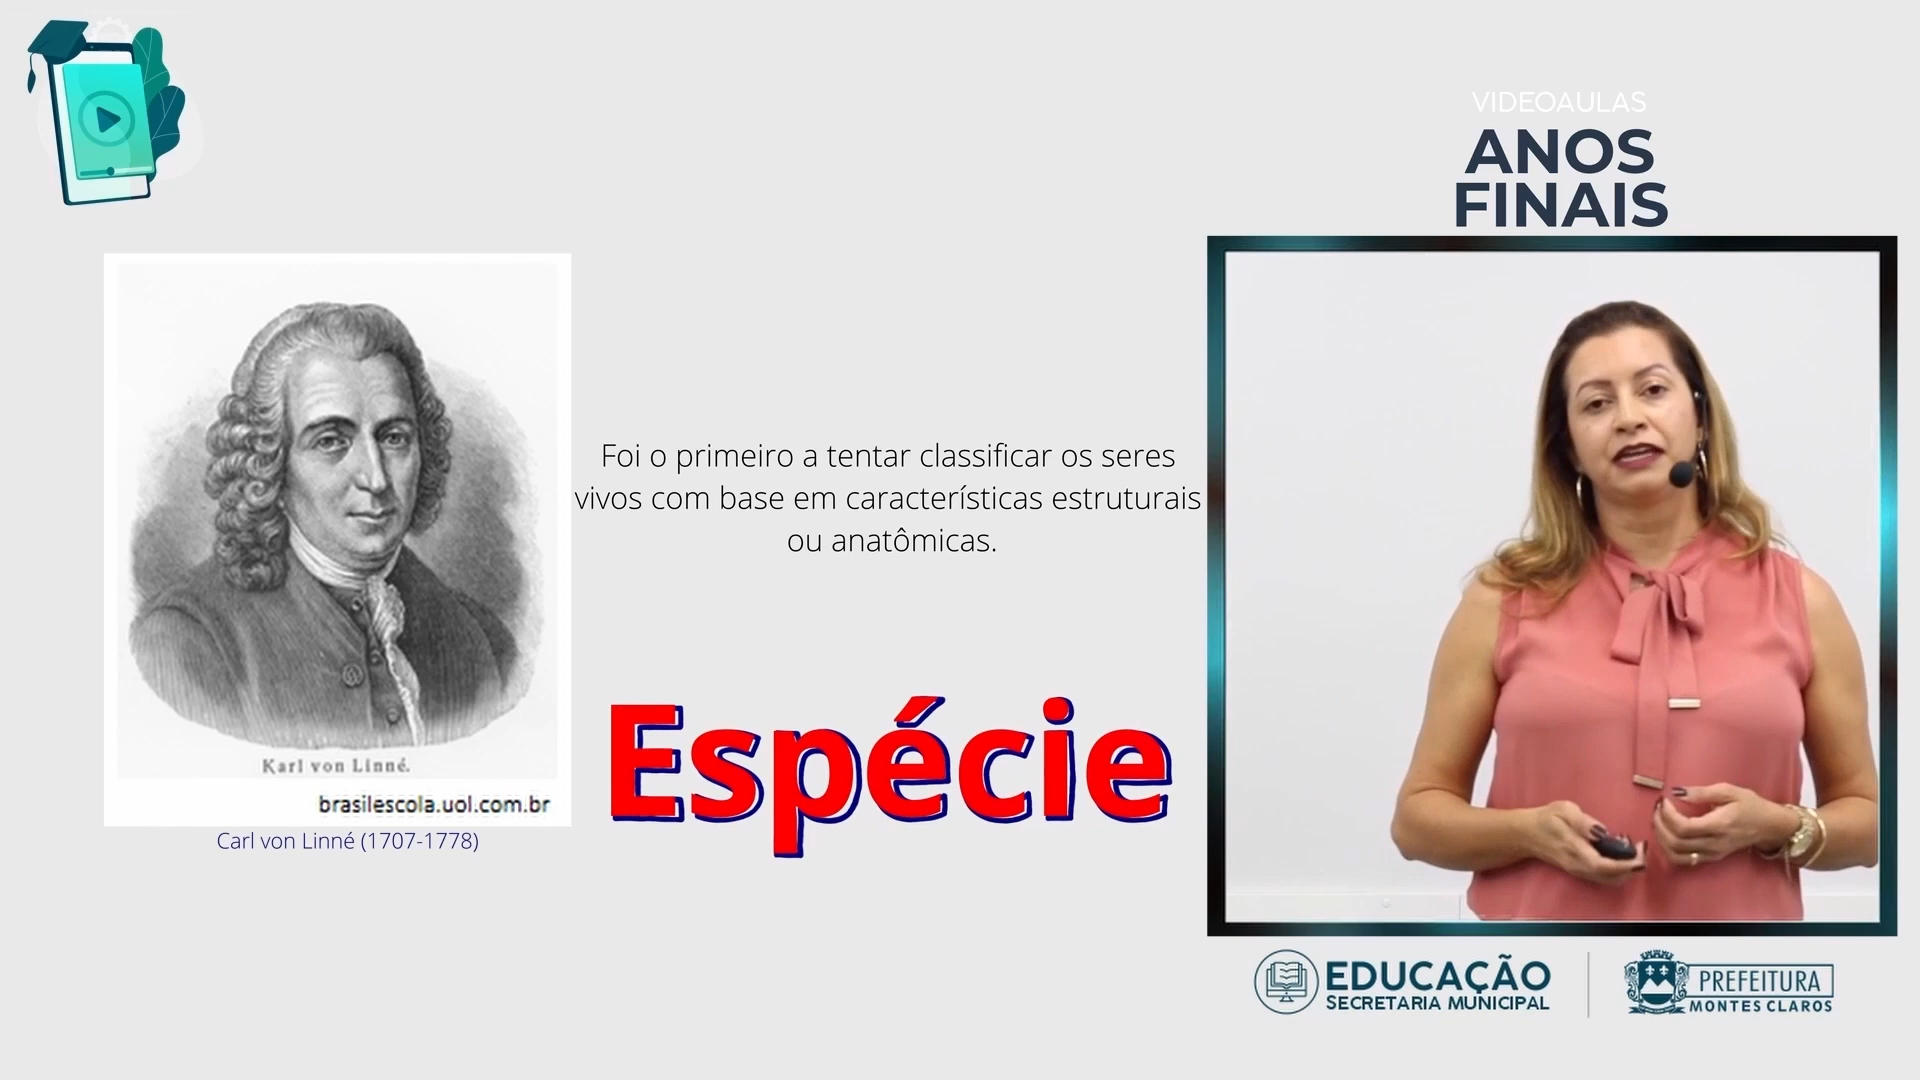 VIDEOAULAS
ANOS
FINAIS
Foi o primeiro a tentar classificar os seres
vivos com base em características estruturais
ou anatômicas.
Espécie
Karl von Linné.
brasilescola.uol.com.br
Carl von Linné (1707-1778)
EDUCAÇÃO
SECRETARIA MUNICIPAL
PREFEITURA
MONTES CLAROS